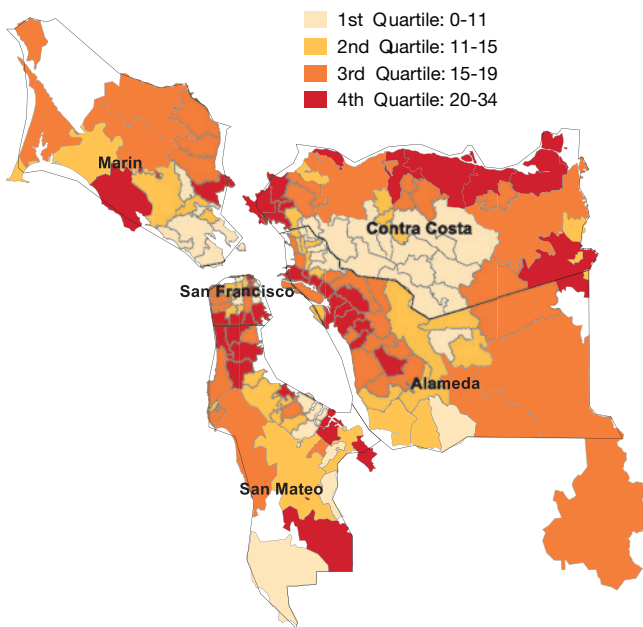 1st Quartile: 0-11
2nd Quartile: 11-15
3rd Quartile: 15-19
4th Quartile: 20-34
Marin
Contra Costa
San Francisco
Alameda
San Mateo